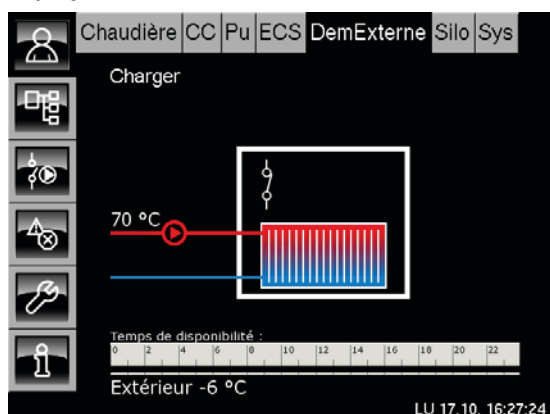 Chaudière CC Pu ECS DemExterne Silo Sys
Charger
70 °C
Temps de disponibilité :
0 2 4 6 8 10 12 14 16 18 20 22
Extérieur -6 °C
LU 17.10. 16:27:24